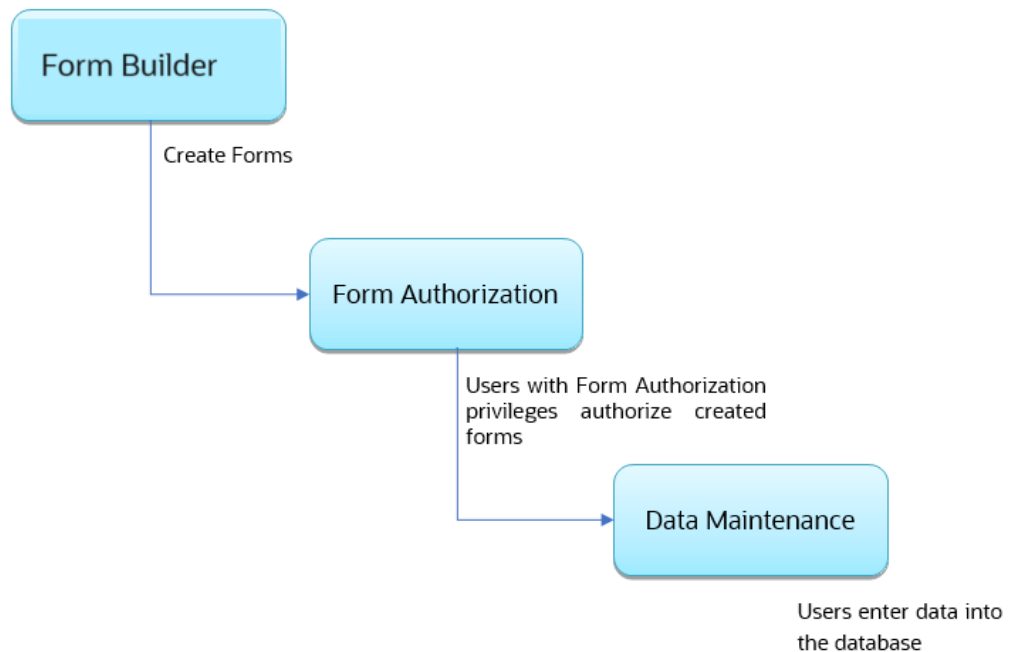 Form Builder
Create Forms
Form Authorization
Users with Form Authorization
privileges authorize created
forms
Data Maintenance
Users enter data into
the database